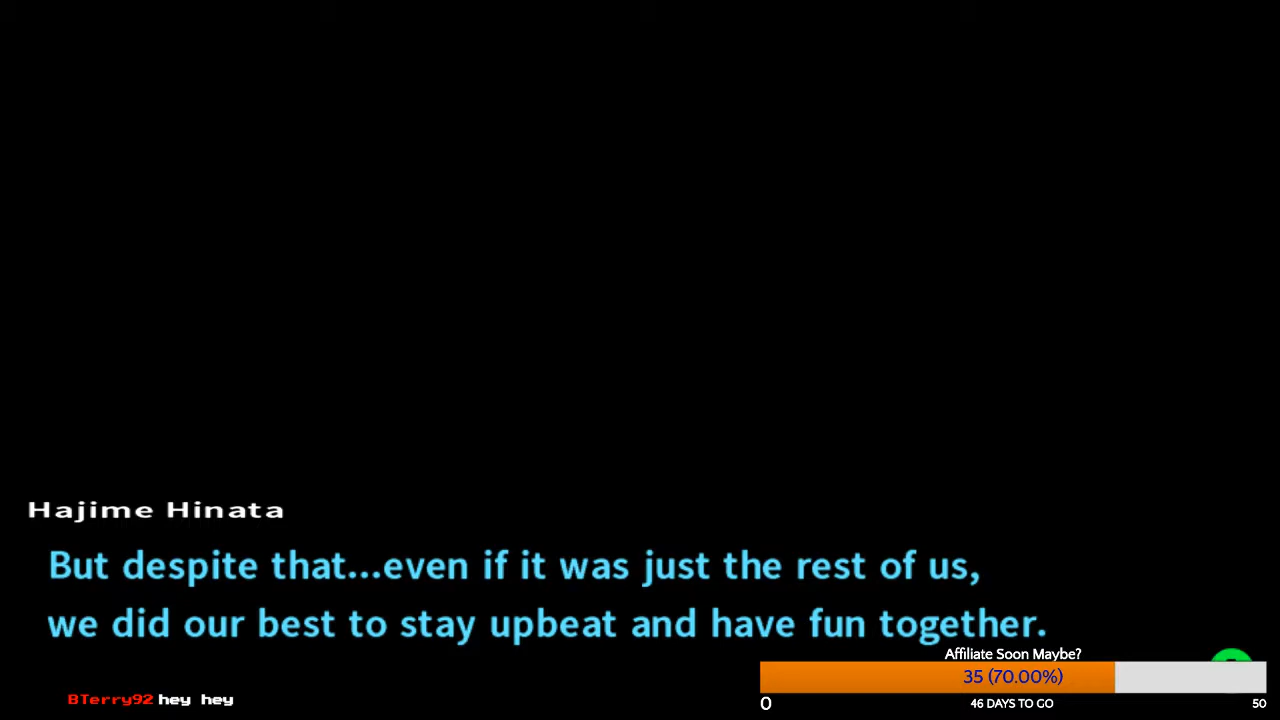 Hajime Hinata
But despite that...even if it was just the rest of us,
we did our best to stay upbeat and have fun together.
Affiliate Soon Maybe?
35 (70.00%)
0 46 DAYS TO GO 50
BTerry92 hey hey